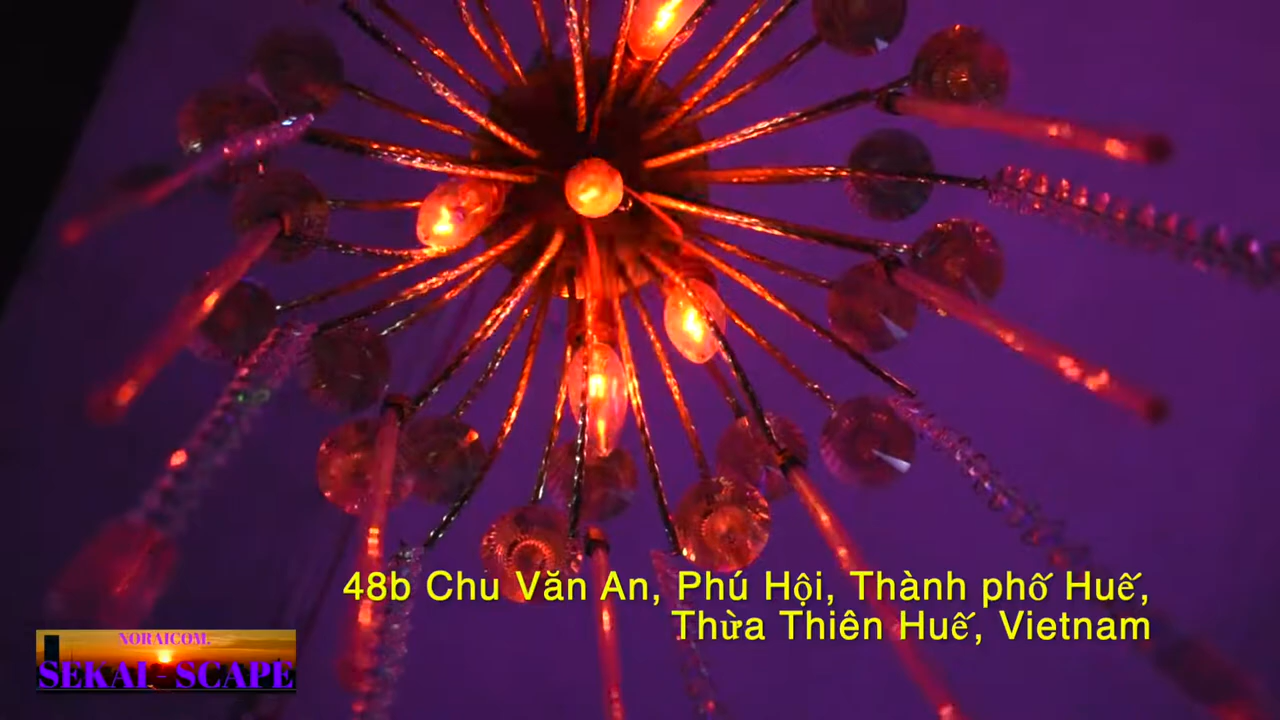 48b Chu Văn An, Phú Hội, Thành phố Huế,
Thừa Thiên Huế, Vietnam
NORAICOM.
SEKAI - SCAPE